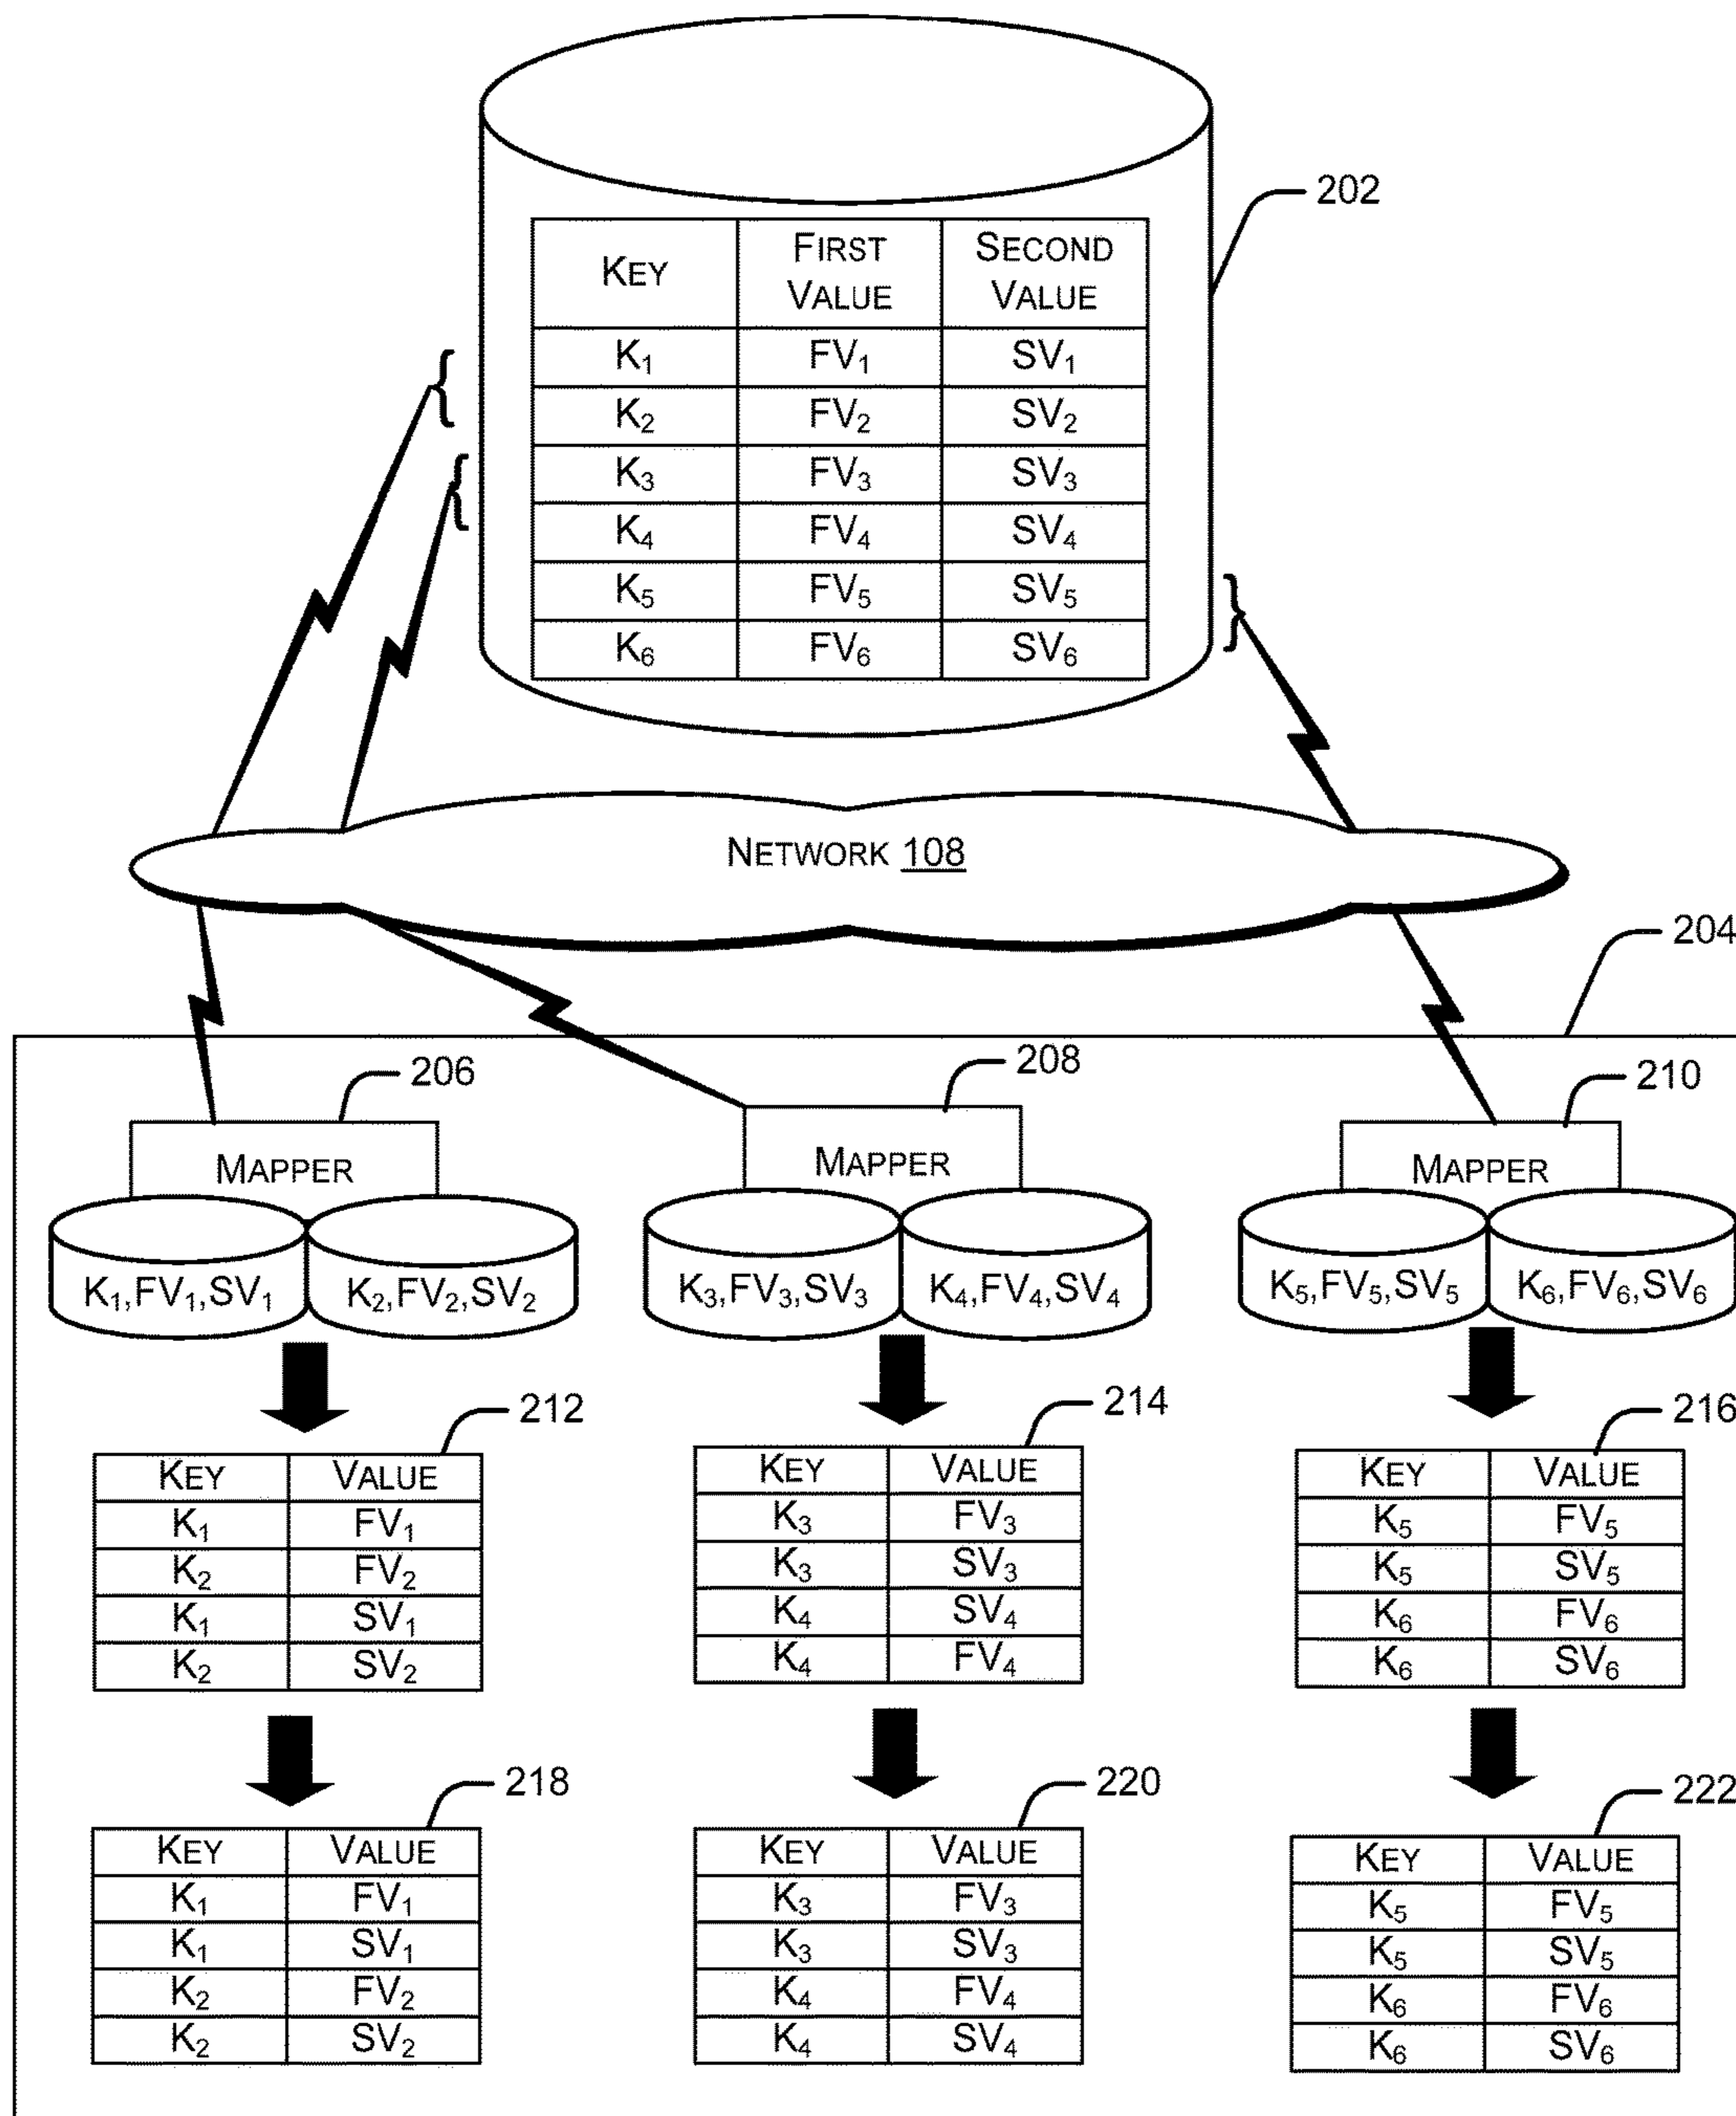 202
KEY FIRST VALUE SECOND VALUE
K₁ FV₁ SV₁
K₂ FV₂ SV₂
K₃ FV₃ SV₃
K₄ FV₄ SV₄
K₅ FV₅ SV₅
K₆ FV₆ SV₆
NETWORK 108
204
206
208
210
MAPPER
MAPPER
MAPPER
K₁,FV₁,SV₁
K₂,FV₂,SV₂
K₃,FV₃,SV₃
K₄,FV₄,SV₄
K₅,FV₅,SV₅
K₆,FV₆,SV₆
212
KEY VALUE
K₁ FV₁
K₂ FV₂
K₁ SV₁
K₂ SV₂
214
KEY VALUE
K₃ FV₃
K₃ SV₃
K₄ SV₄
K₄ FV₄
216
KEY VALUE
K₅ FV₅
K₅ SV₅
K₆ FV₆
K₆ SV₆
218
KEY VALUE
K₁ FV₁
K₁ SV₁
K₂ FV₂
K₂ SV₂
220
KEY VALUE
K₃ FV₃
K₃ SV₃
K₄ FV₄
K₄ SV₄
222
KEY VALUE
K₅ FV₅
K₅ SV₅
K₆ FV₆
K₆ SV₆